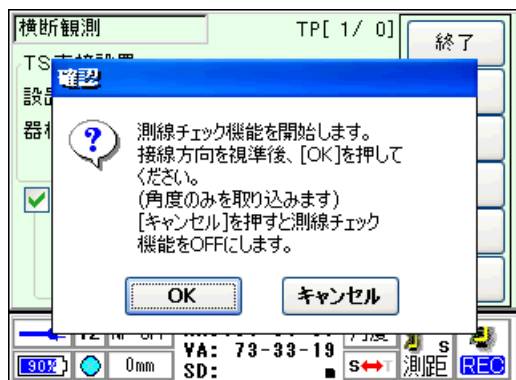 横断観測
TP[ 1/ 0]
終了
TS
確認
測線チェック機能を開始します。
接線方向を視準後、[OK]を押して
ください。
(角度のみを取り込みます)
[キャンセル]を押すと測線チェック
機能をOFFにします。
OK
キャンセル
VA: 73-33-19
S
90%
0mm
SD:
S↔T
測距
REC